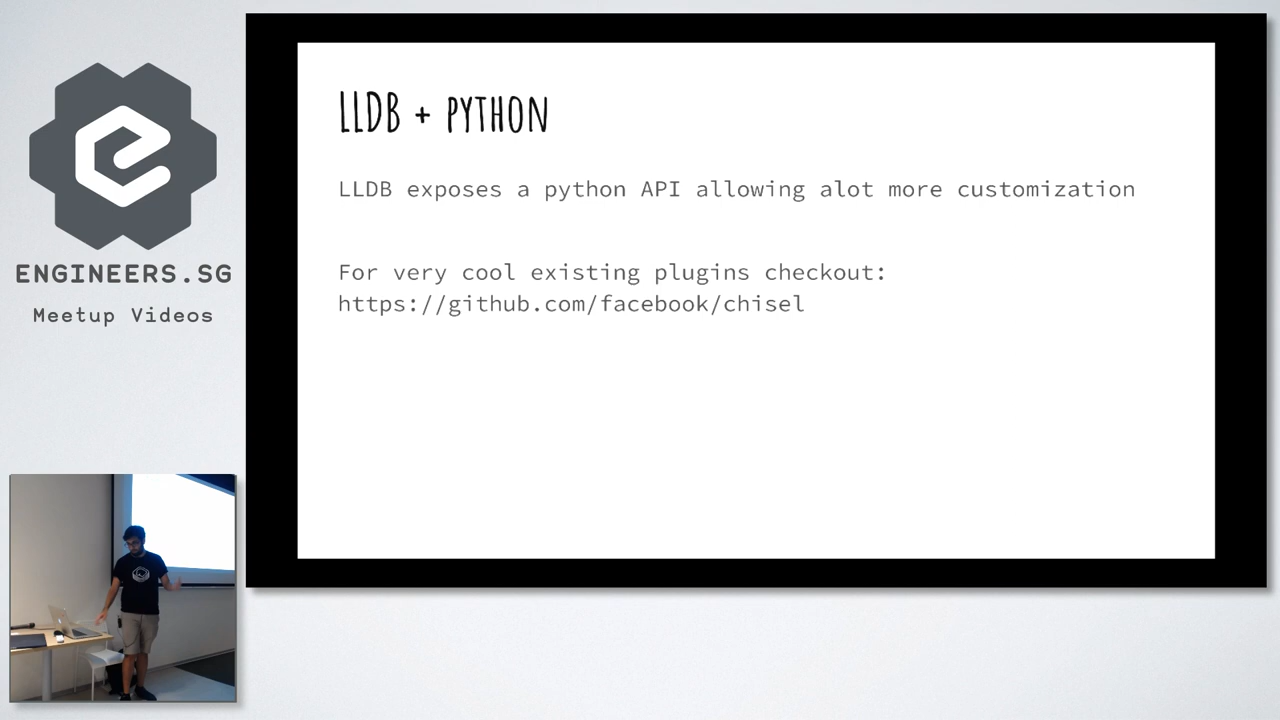 ENGINEERS.SG
Meetup Videos
LLDB + PYTHON
LLDB exposes a python API allowing alot more customization
For very cool existing plugins checkout:
https://github.com/facebook/chisel